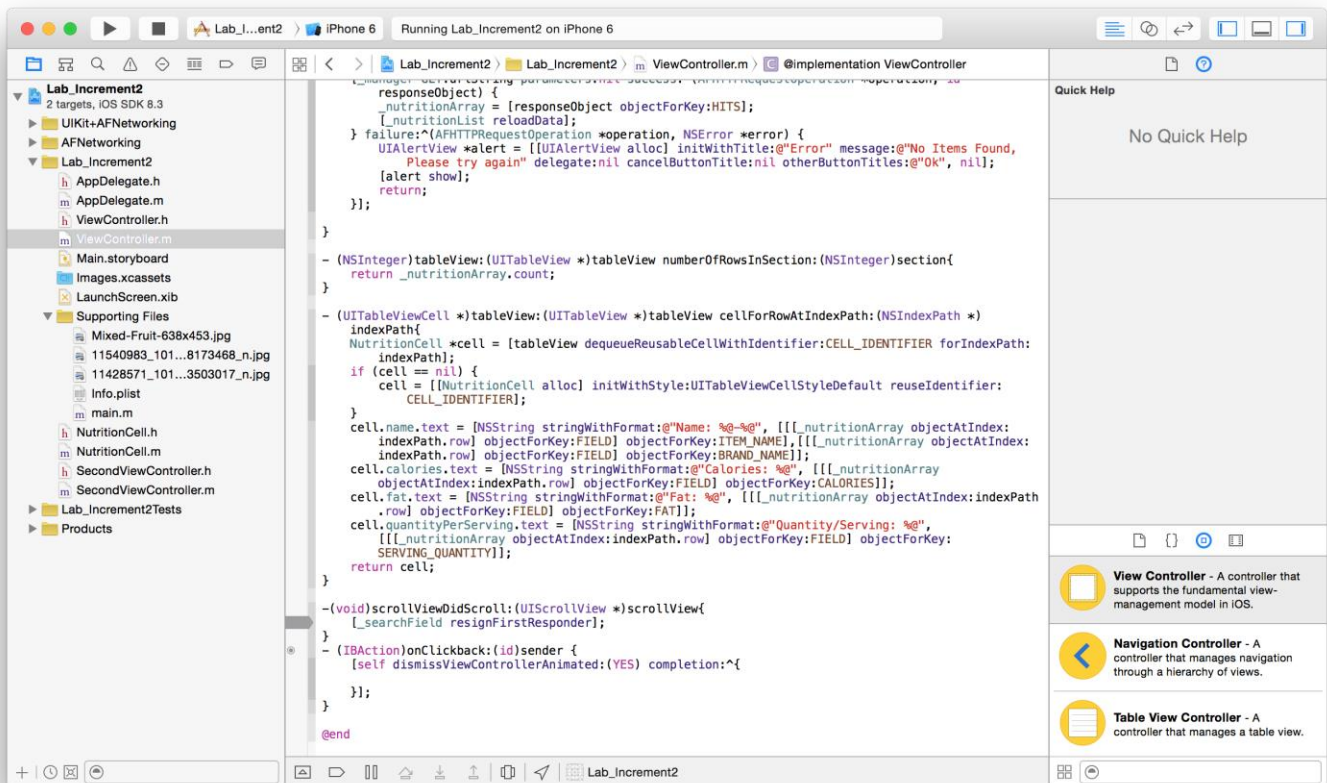 Lab_I...ent2
iPhone 6
Running Lab_Increment2 on iPhone 6
Lab_Increment2
Lab_Increment2
ViewController.m
@implementation ViewController
Lab_Increment2
2 targets, iOS SDK 8.3
UIKit+AFNetworking
AFNetworking
Lab_Increment2
h AppDelegate.h
m AppDelegate.m
h ViewController.h
m ViewController.m
Main.storyboard
Images.xcassets
LaunchScreen.xib
Supporting Files
Mixed-Fruit-638x453.jpg
11540983_101...8173468_n.jpg
11428571_101...3503017_n.jpg
Info.plist
m main.m
h NutritionCell.h
m NutritionCell.m
h SecondViewController.h
m SecondViewController.m
Lab_Increment2Tests
Products
responseObject) {
_nutritionArray = [responseObject objectForKey:HITS];
[_nutritionList reloadData];
} failure:^(AFHTTPRequestOperation *operation, NSError *error) {
UIAlertView *alert = [[UIAlertView alloc] initWithTitle:@"Error" message:@"No Items Found,
Please try again" delegate:nil cancelButtonTitle:nil otherButtonTitles:@"Ok", nil];
[alert show];
return;
}];
}
- (NSInteger)tableView:(UITableView *)tableView numberOfRowsInSection:(NSInteger)section{
return _nutritionArray.count;
}
- (UITableViewCell *)tableView:(UITableView *)tableView cellForRowAtIndexPath:(NSIndexPath *)
indexPath{
NutritionCell *cell = [tableView dequeueReusableCellWithIdentifier:CELL_IDENTIFIER forIndexPath:
indexPath];
if (cell == nil) {
cell = [[NutritionCell alloc] initWithStyle:UITableViewCellStyleDefault reuseIdentifier:
CELL_IDENTIFIER];
}
cell.name.text = [NSString stringWithFormat:@"Name: %@-%@", [[[_nutritionArray objectAtIndex:
indexPath.row] objectForKey:FIELD] objectForKey:ITEM_NAME],[[[_nutritionArray objectAtIndex:
indexPath.row] objectForKey:FIELD] objectForKey:BRAND_NAME]];
cell.calories.text = [NSString stringWithFormat:@"Calories: %@", [[[_nutritionArray
objectAtIndex:indexPath.row] objectForKey:FIELD] objectForKey:CALORIES]];
cell.fat.text = [NSString stringWithFormat:@"Fat: %@", [[[_nutritionArray objectAtIndex:indexPath
.row] objectForKey:FIELD] objectForKey:FAT]];
cell.quantityPerServing.text = [NSString stringWithFormat:@"Quantity/Serving: %@",
[[[_nutritionArray objectAtIndex:indexPath.row] objectForKey:FIELD] objectForKey:
SERVING_QUANTITY]];
return cell;
}
-(void)scrollViewDidScroll:(UIScrollView *)scrollView{
[_searchField resignFirstResponder];
}
- (IBAction)onClickback:(id)sender {
[self dismissViewControllerAnimated:(YES) completion:^{
}];
}
@end
Lab_Increment2
Quick Help
No Quick Help
View Controller - A controller that
supports the fundamental view-
management model in iOS.
Navigation Controller - A
controller that manages navigation
through a hierarchy of views.
Table View Controller - A
controller that manages a table view.